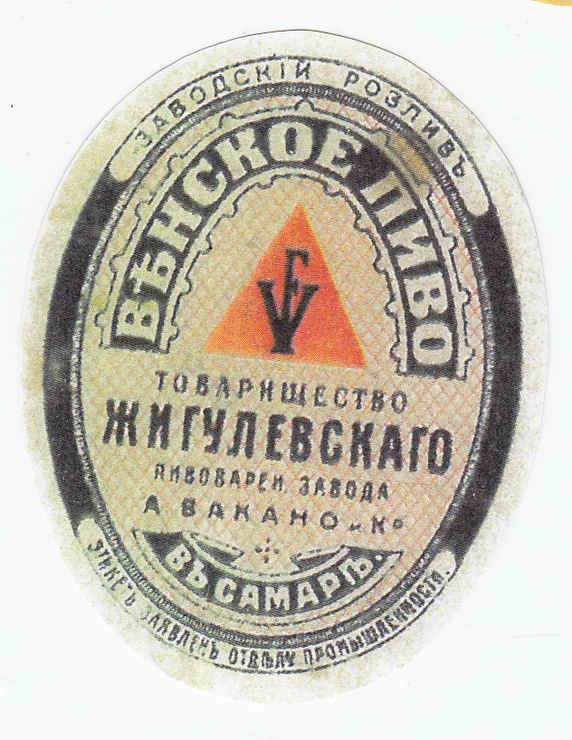 ЗАВОДСКІЙ РОЗЛИВЪ
ВѢНСКОЕ ПИВО
ТОВАРИЩЕСТВО
ЖИГУЛЕВСКАГО
ПИВОВАРЕН. ЗАВОДА
А ВАКАНО и Ко
ВЪ САМАРѢ.
ЭТИКЕТЪ ЗАЯВЛЕНЪ ОТДѢЛУ ПРОМЫШЛЕННОСТИ.